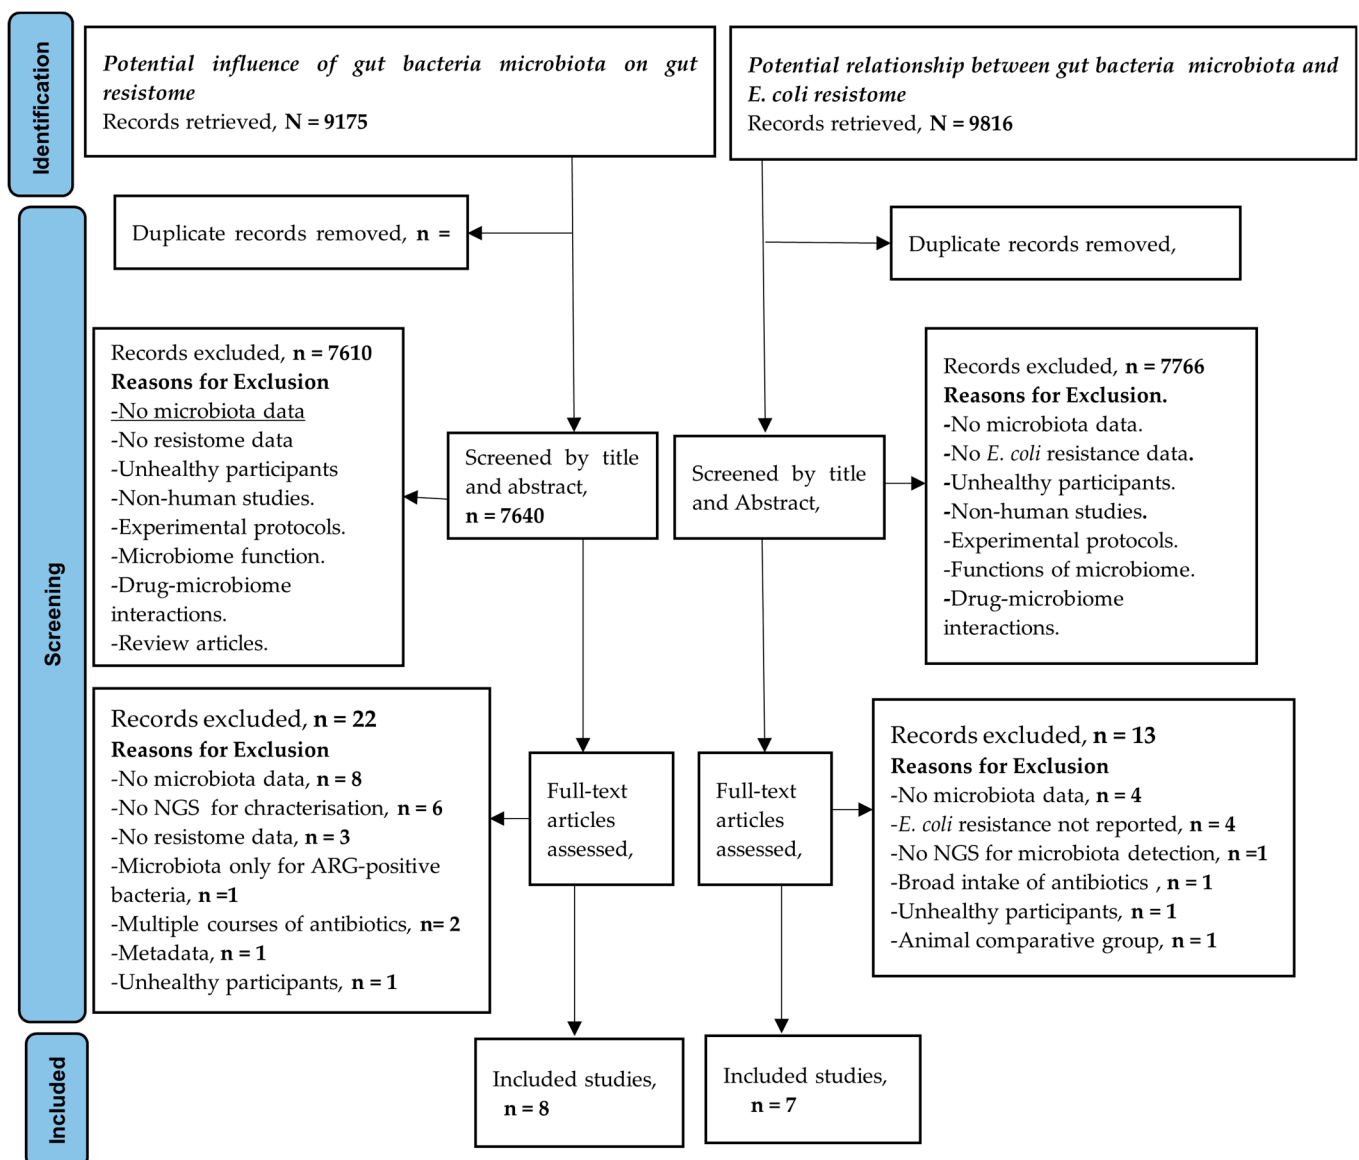 Identification
Potential influence of gut bacteria microbiota on gut
resistome
Records retrieved, N = 9175
Potential relationship between gut bacteria microbiota and
E. coli resistome
Records retrieved, N = 9816
Screening
Duplicate records removed, n =
Duplicate records removed,
Records excluded, n = 7610
Reasons for Exclusion
-No microbiota data
-No resistome data
-Unhealthy participants
-Non-human studies.
-Experimental protocols.
-Microbiome function.
-Drug-microbiome
interactions.
-Review articles.
Screened by title
and abstract,
n = 7640
Screened by title
and Abstract,
Records excluded, n = 7766
Reasons for Exclusion.
-No microbiota data.
-No E. coli resistance data.
-Unhealthy participants.
-Non-human studies.
-Experimental protocols.
-Functions of microbiome.
-Drug-microbiome
interactions.
Records excluded, n = 22
Reasons for Exclusion
-No microbiota data, n = 8
-No NGS for chracterisation, n = 6
-No resistome data, n = 3
-Microbiota only for ARG-positive
bacteria, n =1
-Multiple courses of antibiotics, n= 2
-Metadata, n = 1
-Unhealthy participants, n = 1
Full-text
articles
assessed,
Full-text
articles
assessed,
Records excluded, n = 13
Reasons for Exclusion
-No microbiota data, n = 4
-E. coli resistance not reported, n = 4
-No NGS for microbiota detection, n =1
-Broad intake of antibiotics , n = 1
-Unhealthy participants, n = 1
-Animal comparative group, n = 1
Included
Included studies,
n = 8
Included studies,
n = 7